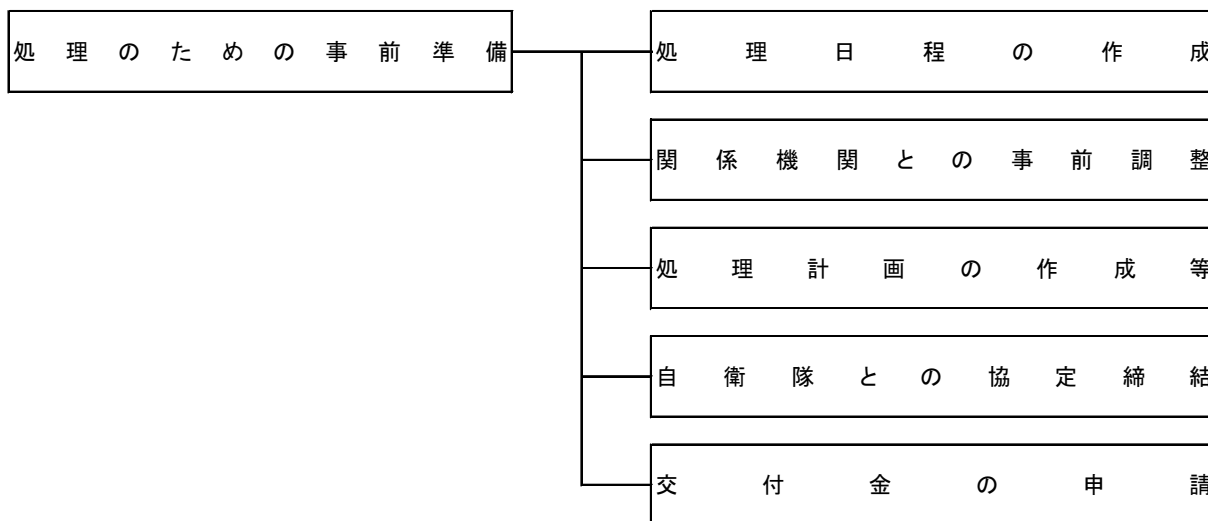 処理のための事前準備
処理日程の作成
関係機関との事前調整
処理計画の作成等
自衛隊との協定締結
交付金の申請